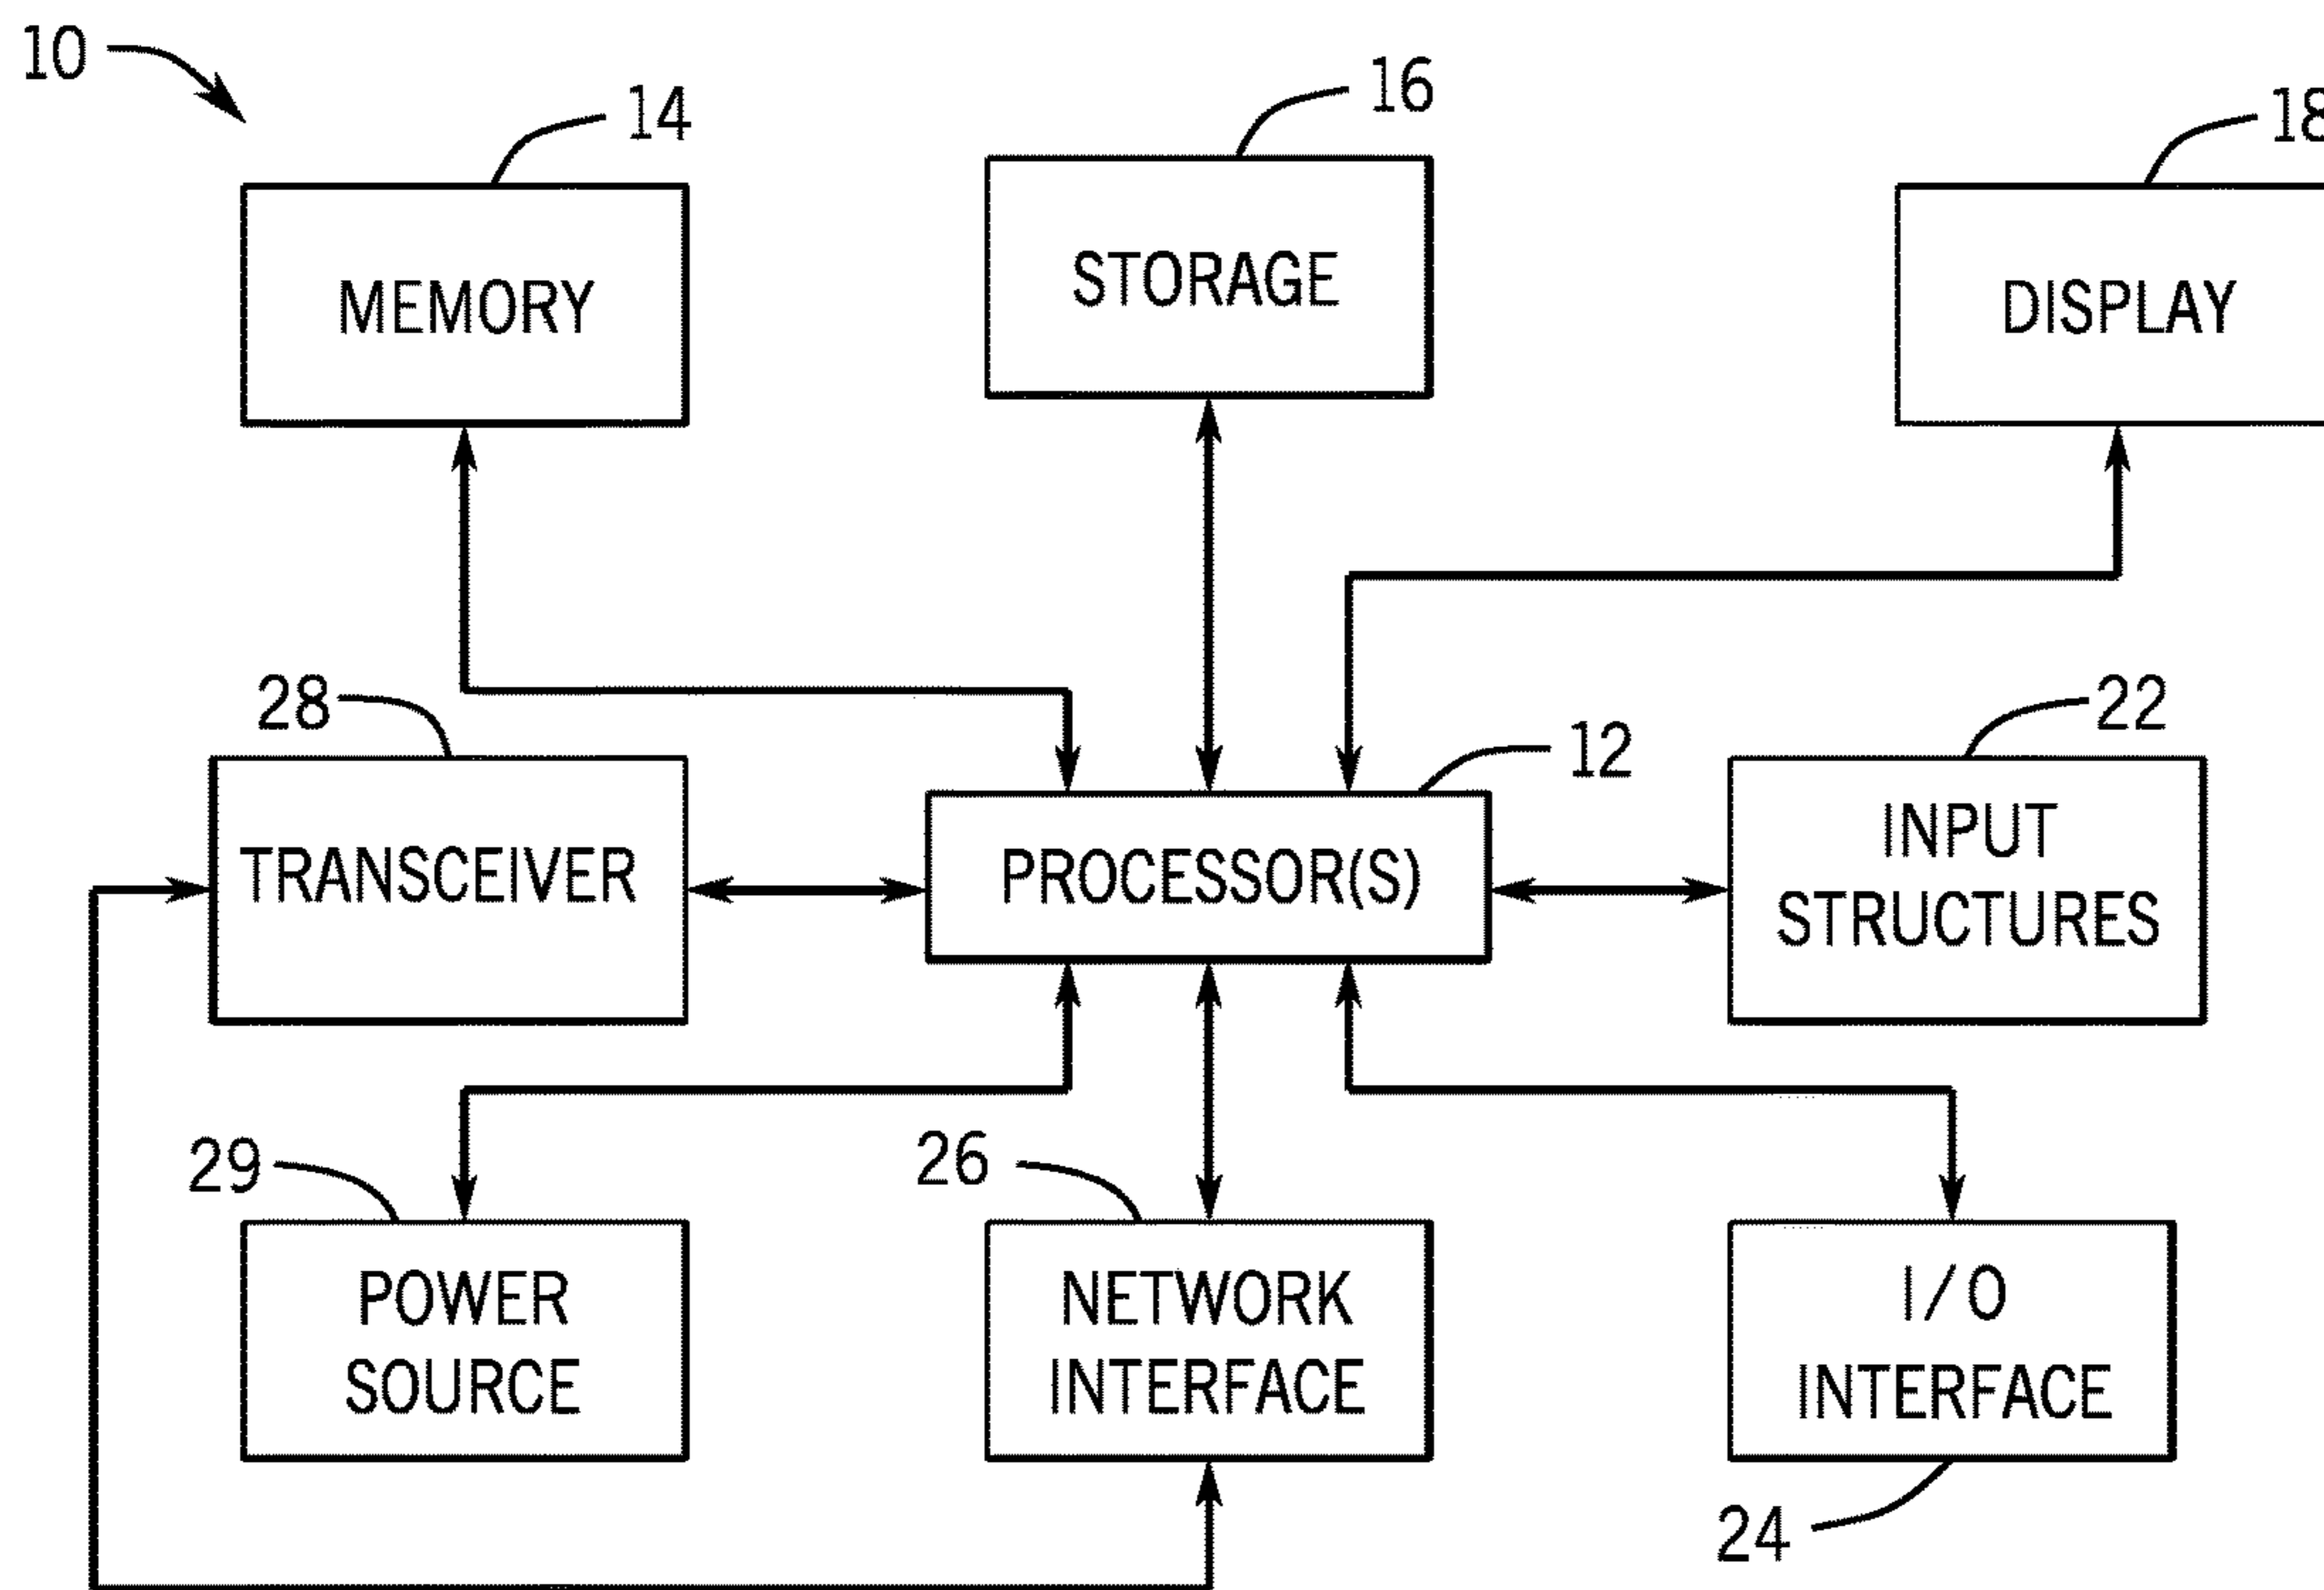 10
14
16
18
MEMORY
STORAGE
DISPLAY
28
12
22
TRANSCEIVER
PROCESSOR(S)
INPUT
STRUCTURES
29
26
POWER
SOURCE
NETWORK
INTERFACE
I/O
INTERFACE
24